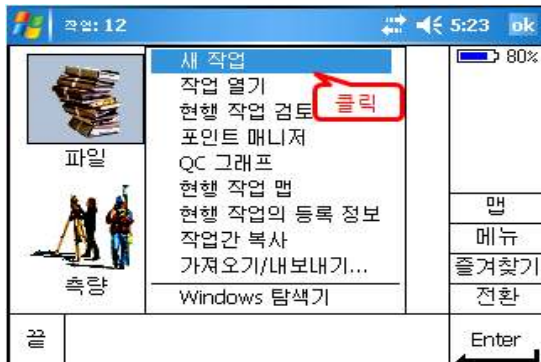 작업: 12
5:23 ok
새 작업
작업 열기
현행 작업 검토
클릭
포인트 매니저
QC 그래프
현행 작업 맵
현행 작업의 등록 정보
작업간 복사
가져오기/내보내기...
Windows 탐색기
파일
측량
80%
맵
메뉴
즐겨찾기
전환
끝
Enter